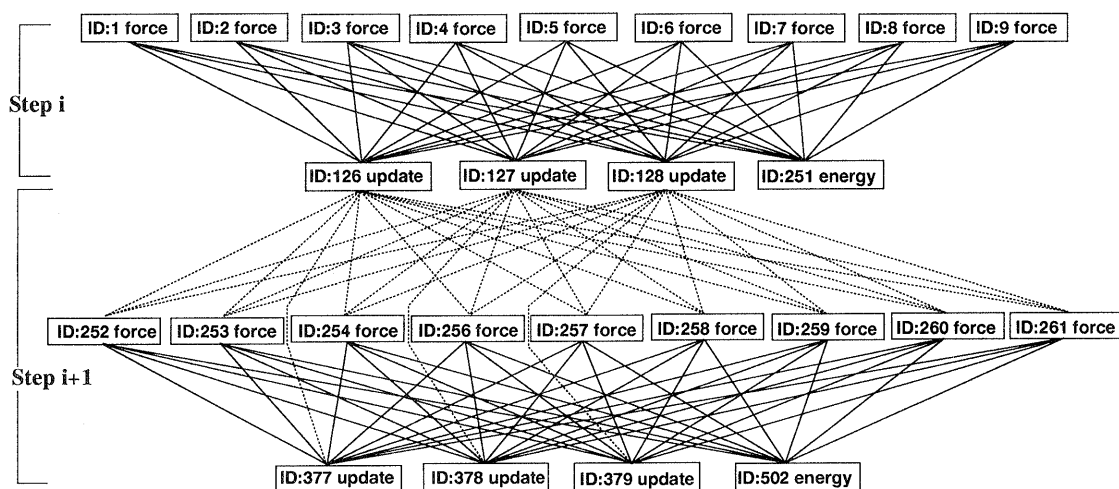 ID:1 force ID:2 force ID:3 force ID:4 force ID:5 force ID:6 force ID:7 force ID:8 force ID:9 force
Step i
ID:126 update ID:127 update ID:128 update ID:251 energy
ID:252 force ID:253 force ID:254 force ID:256 force ID:257 force ID:258 force ID:259 force ID:260 force ID:261 force
Step i+1
ID:377 update ID:378 update ID:379 update ID:502 energy